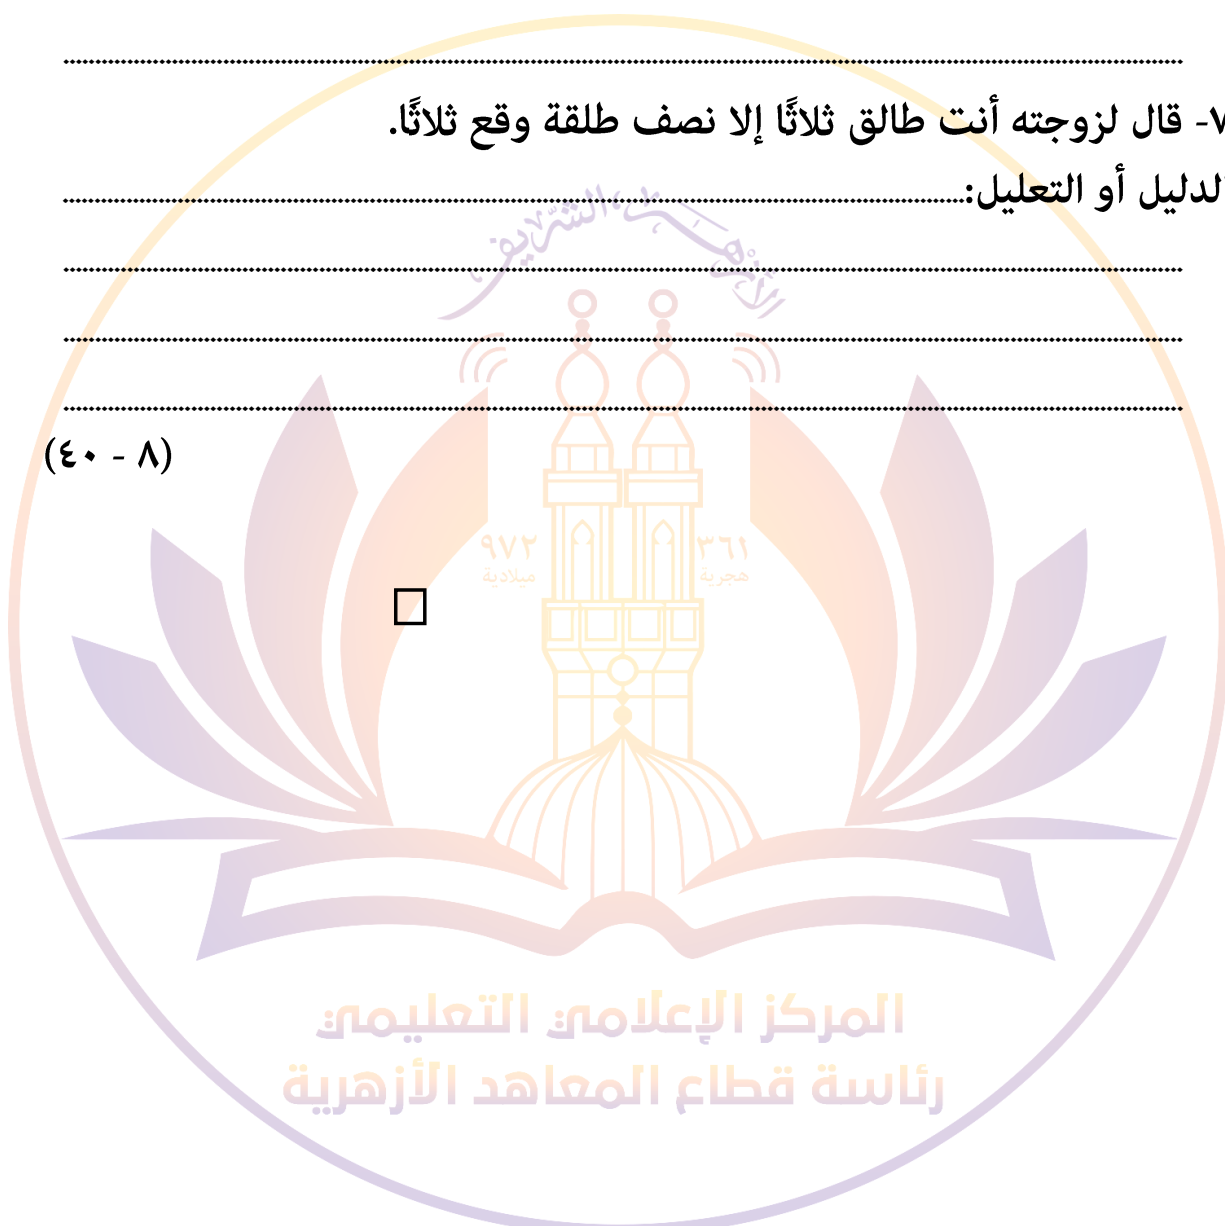 ٧- قال لزوجته أنت طالق ثلاثًا إلا نصف طلقة وقع ثلاثًا.
الدليل أو التعليل:
الأزهر الشريف
(٨ - ٤٠)
٩٧٢ ٣٦١
ميلادية هجرية
المركز الإعلامي التعليمي
رئاسة قطاع المعاهد الأزهرية